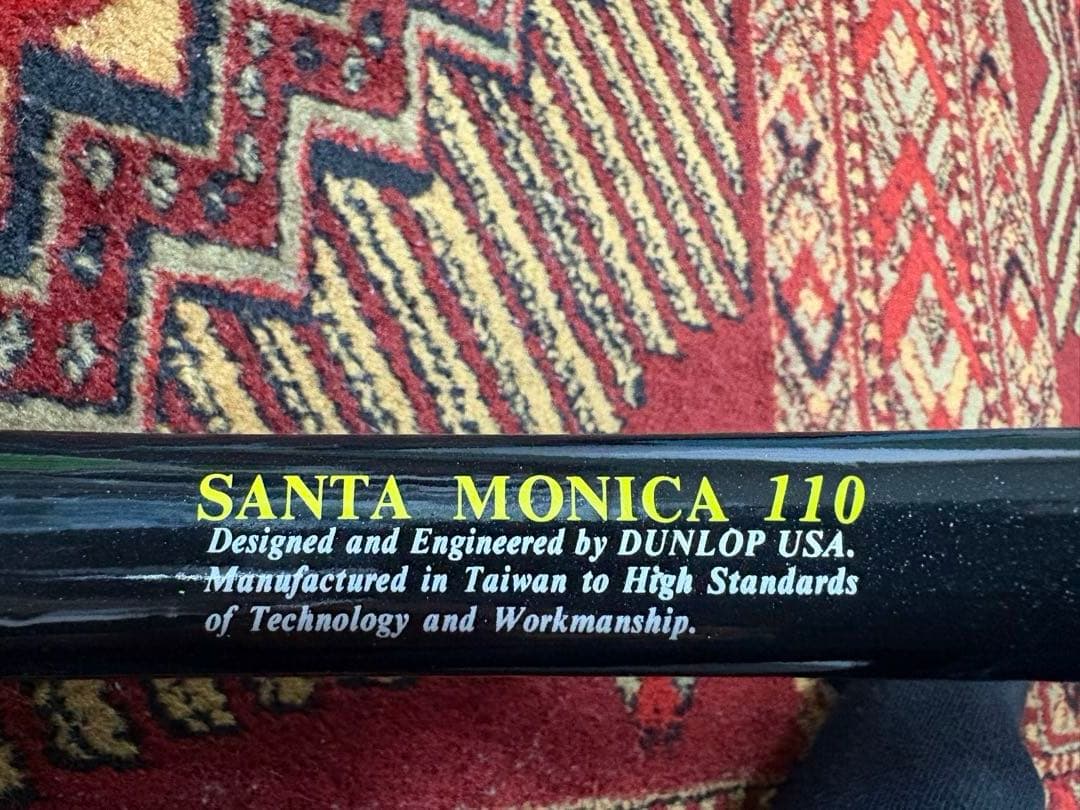 SANTA MONICA 110
Designed and Engineered by DUNLOP USA.
Manufactured in Taiwan to High Standards
of Technology and Workmanship.